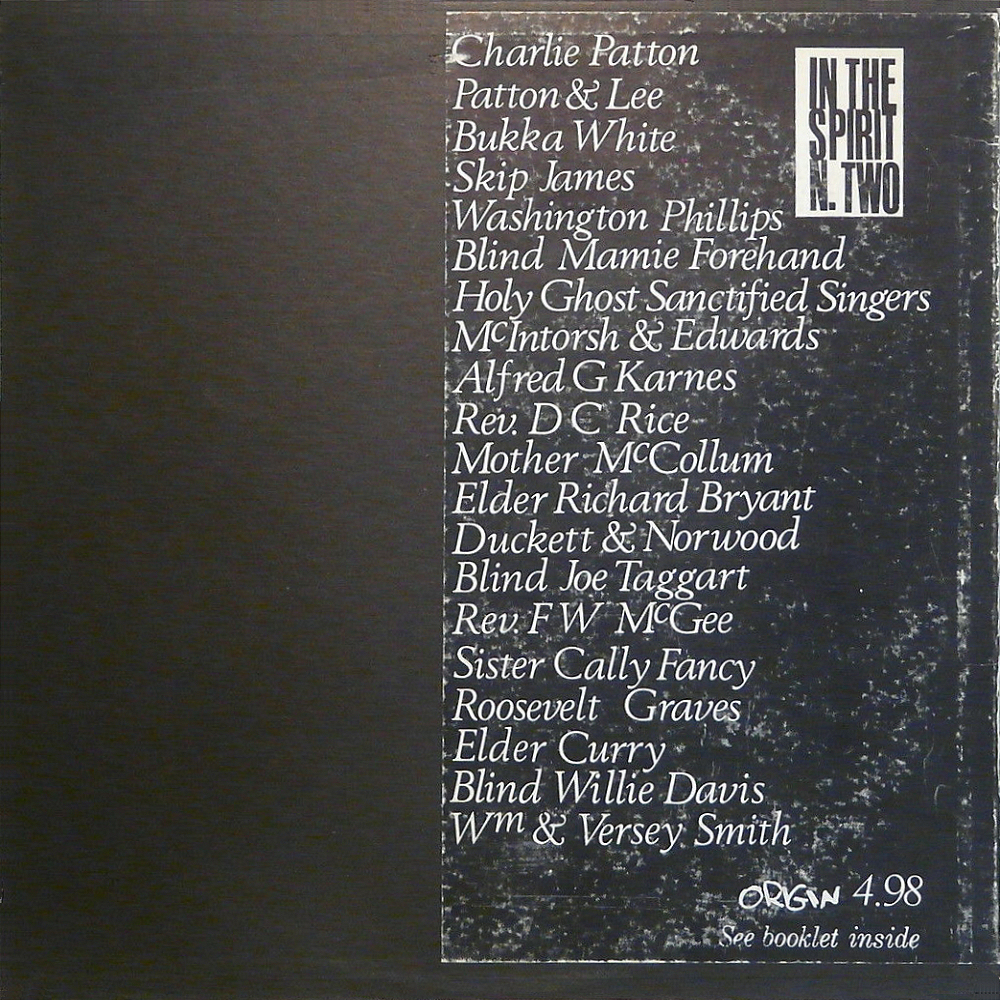 Charlie Patton
Patton & Lee
Bukka White
Skip James
Washington Phillips
Blind Mamie Forehand
Holy Ghost Sanctified Singers
McIntorsh & Edwards
Alfred G Karnes
Rev. D C Rice
Mother McCollum
Elder Richard Bryant
Duckett & Norwood
Blind Joe Taggart
Rev. F W McGee
Sister Cally Fancy
Roosevelt Graves
Elder Curry
Blind Willie Davis
Wm & Versey Smith
IN THE
SPIRIT
N. TWO
ORIGIN 4.98
See booklet inside